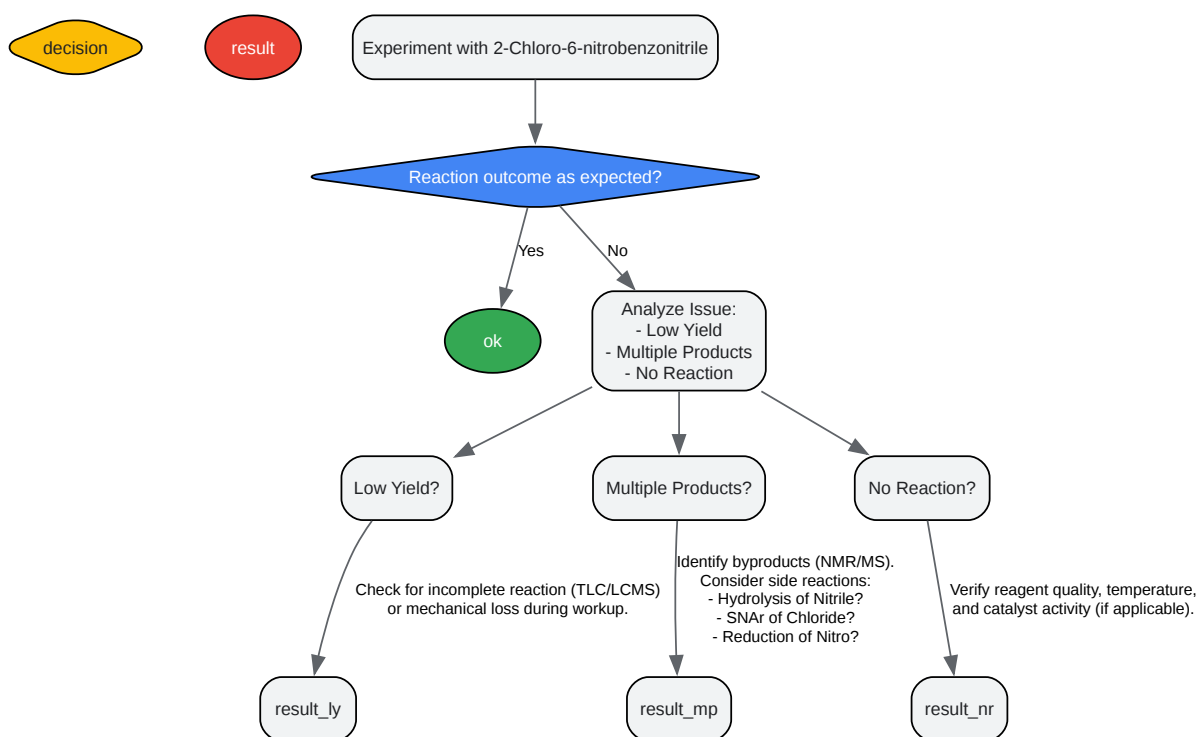 decision
result
Experiment with 2-Chloro-6-nitrobenzonitrile
Reaction outcome as expected?
Yes
No
ok
Analyze Issue:
- Low Yield
- Multiple Products
- No Reaction
Low Yield?
Multiple Products?
No Reaction?
Check for incomplete reaction (TLC/LCMS)
or mechanical loss during workup.
Identify byproducts (NMR/MS).
Consider side reactions:
- Hydrolysis of Nitrile?
- SNAr of Chloride?
- Reduction of Nitro?
Verify reagent quality, temperature,
and catalyst activity (if applicable).
result_ly
result_mp
result_nr